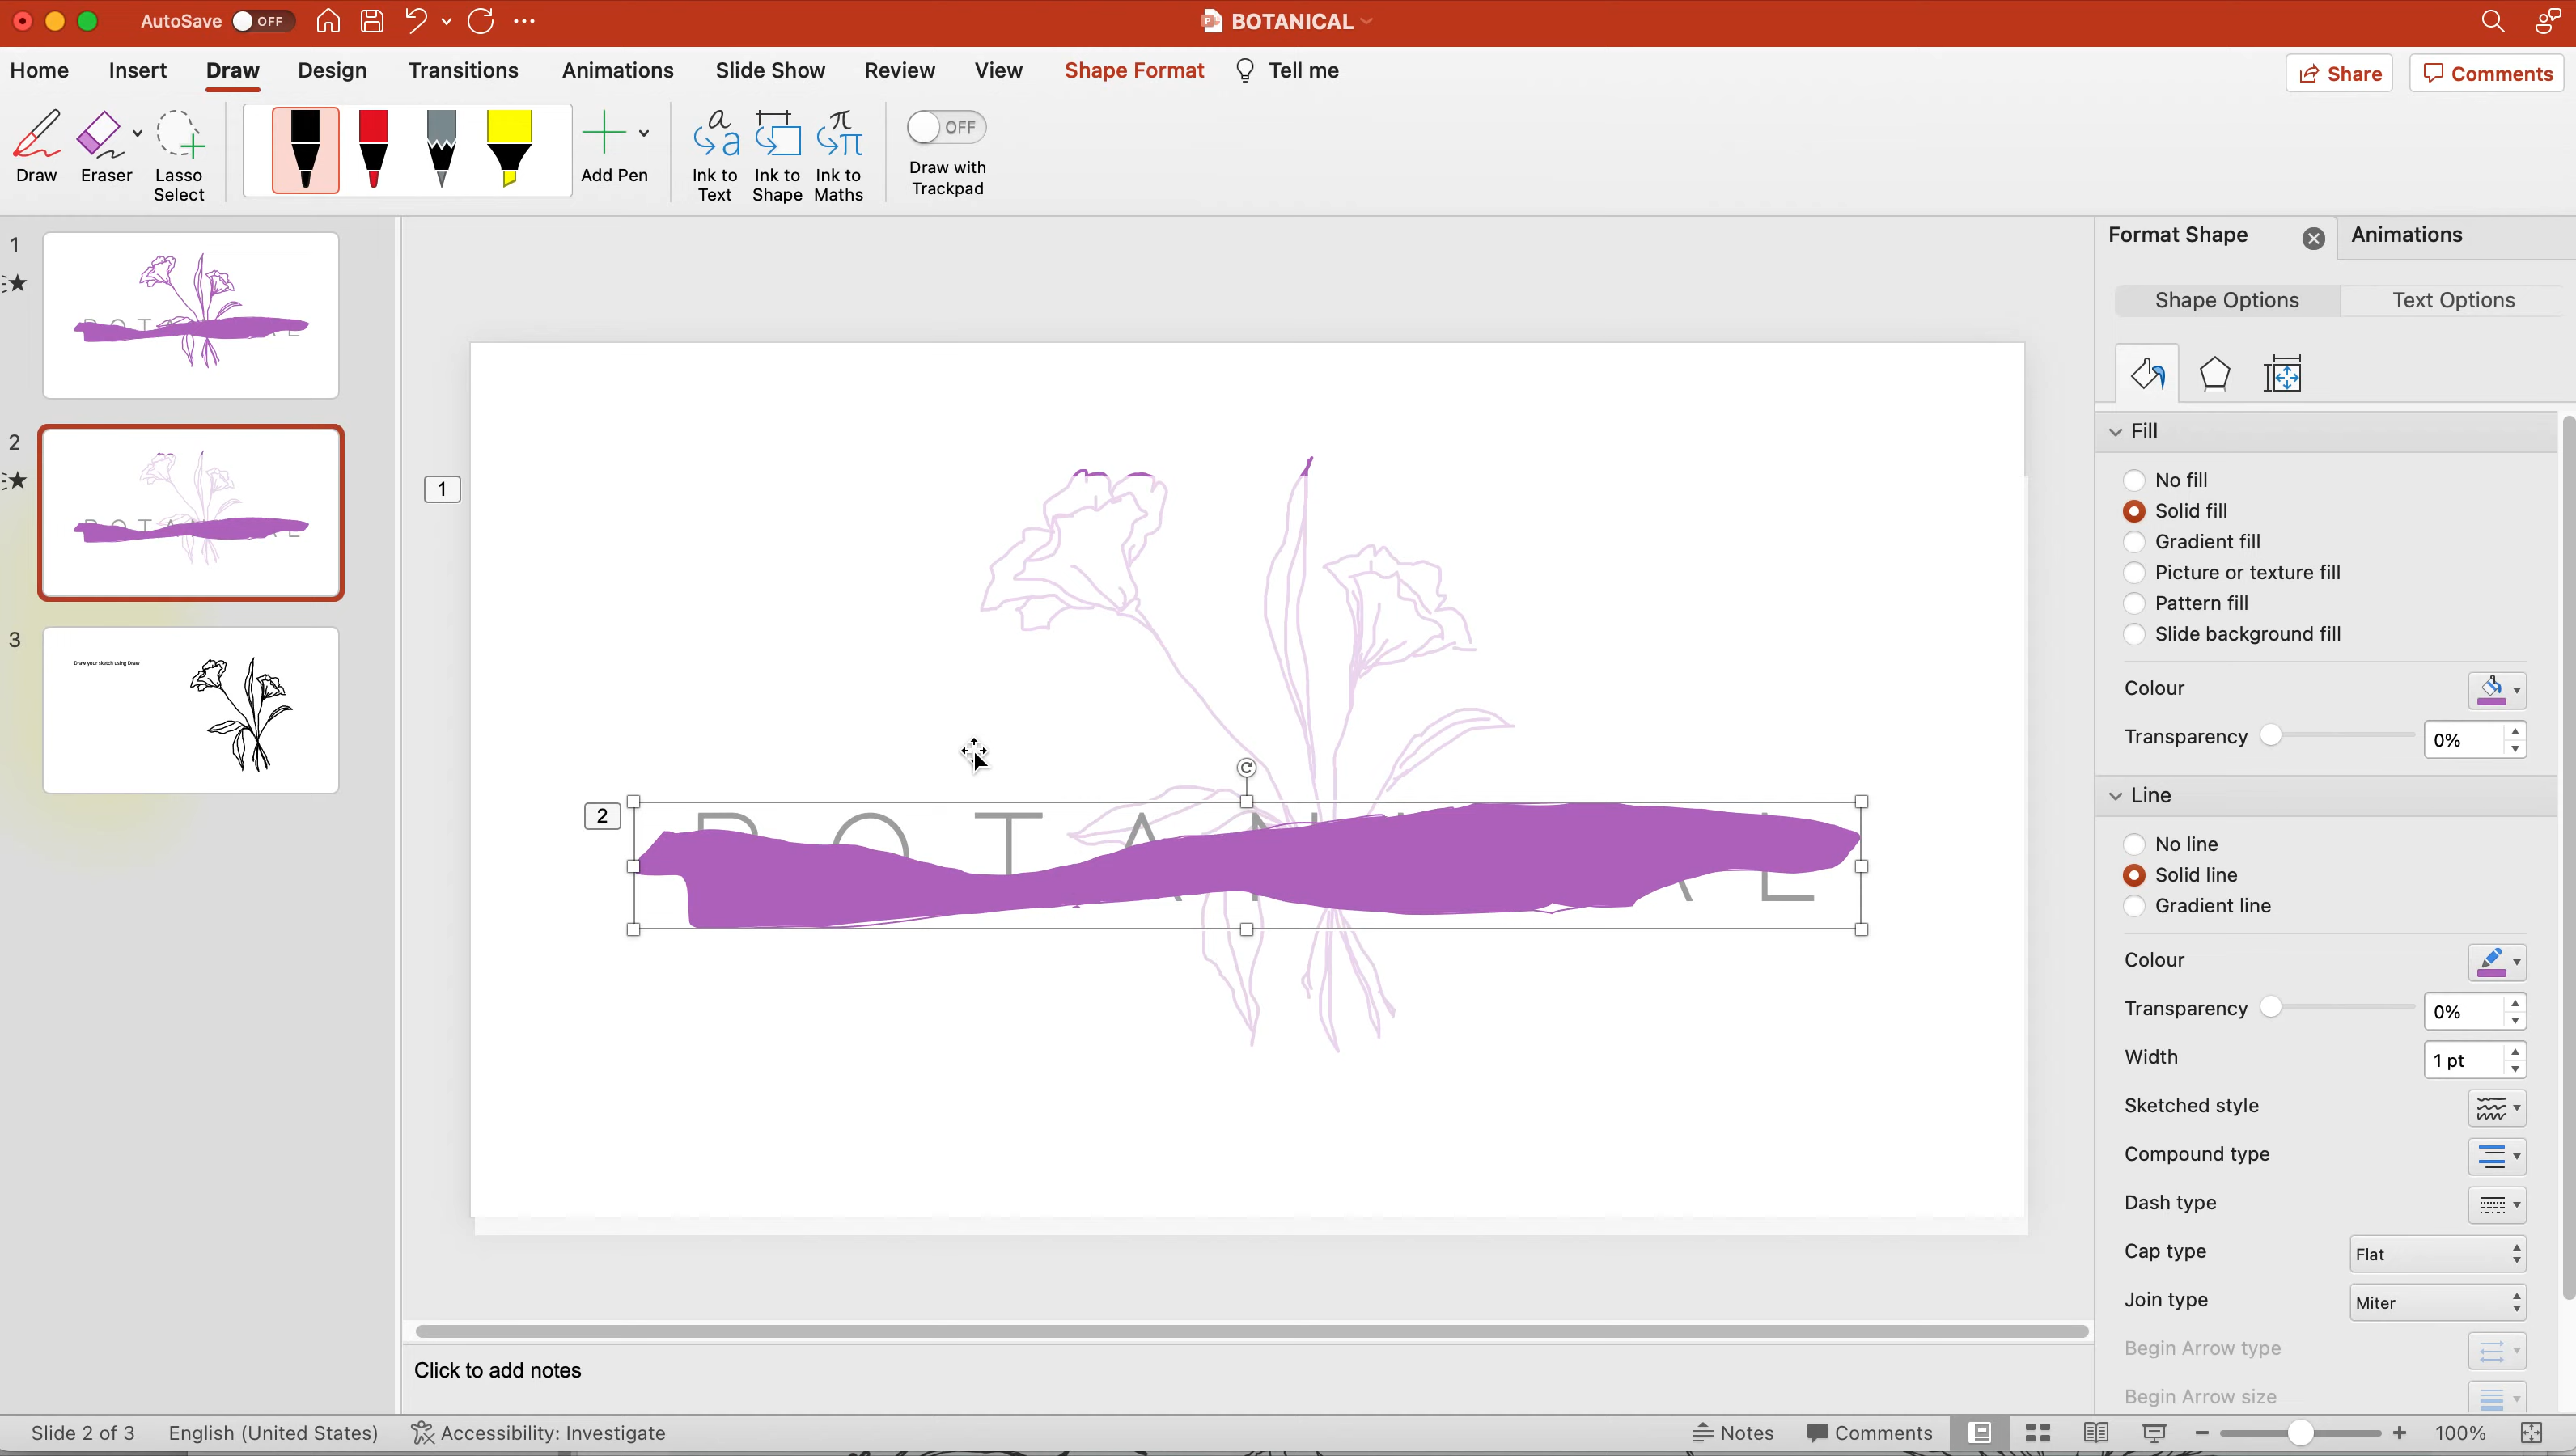 AutoSave OFF BOTANICAL
Home Insert Draw Design Transitions Animations Slide Show Review View Shape Format Tell me Share Comments
Draw Eraser Lasso Select Add Pen Ink to Text Ink to Shape Ink to Maths OFF Draw with Trackpad
1
2
3
Draw your sketch using Draw
1
2
B O T A N I C A L
Format Shape Animations
Shape Options Text Options
Fill
No fill
Solid fill
Gradient fill
Picture or texture fill
Pattern fill
Slide background fill
Colour
Transparency 0%
Line
No line
Solid line
Gradient line
Colour
Transparency 0%
Width 1 pt
Sketched style
Compound type
Dash type
Cap type Flat
Join type Miter
Begin Arrow type
Begin Arrow size
Click to add notes
Slide 2 of 3 English (United States) Accessibility: Investigate Notes Comments 100%